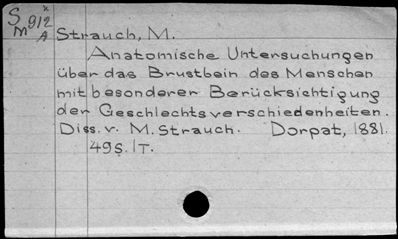 S 912 x
M A Strauch, M.
Anatomische Untersuchungen
über das Brustbein des Menschen
mit besonderer Berücksichtigung
der Geschlechtsverschiedenheiten.
Diss. v. M. Strauch. Dorpat, 1881.
49 S. 1 T.